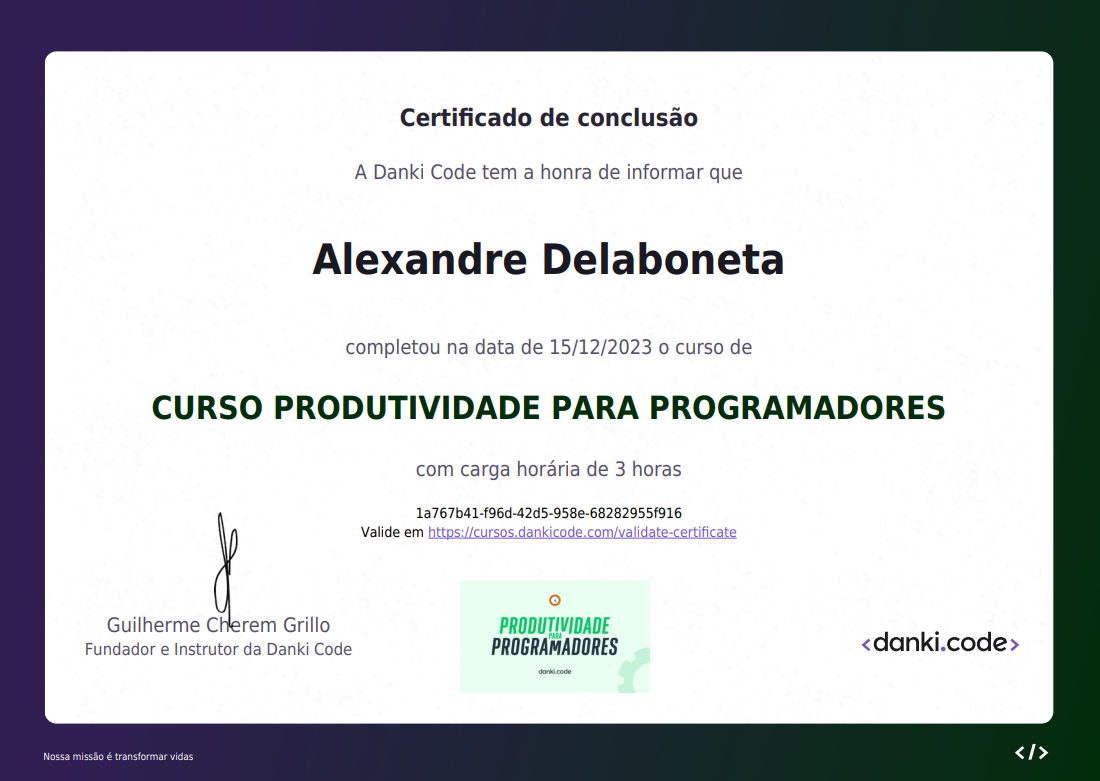 Certificado de conclusão
A Danki Code tem a honra de informar que
Alexandre Delaboneta
completou na data de 15/12/2023 o curso de
CURSO PRODUTIVIDADE PARA PROGRAMADORES
com carga horária de 3 horas
1a767b41-f96d-42d5-958e-68282955f916
Valide em https://cursos.dankicode.com/validate-certificate
Guilherme Cherem Grillo
Fundador e Instrutor da Danki Code
PRODUTIVIDADE
PARA
PROGRAMADORES
danki.code
<danki.code>
Nossa missão é transformar vidas
</>